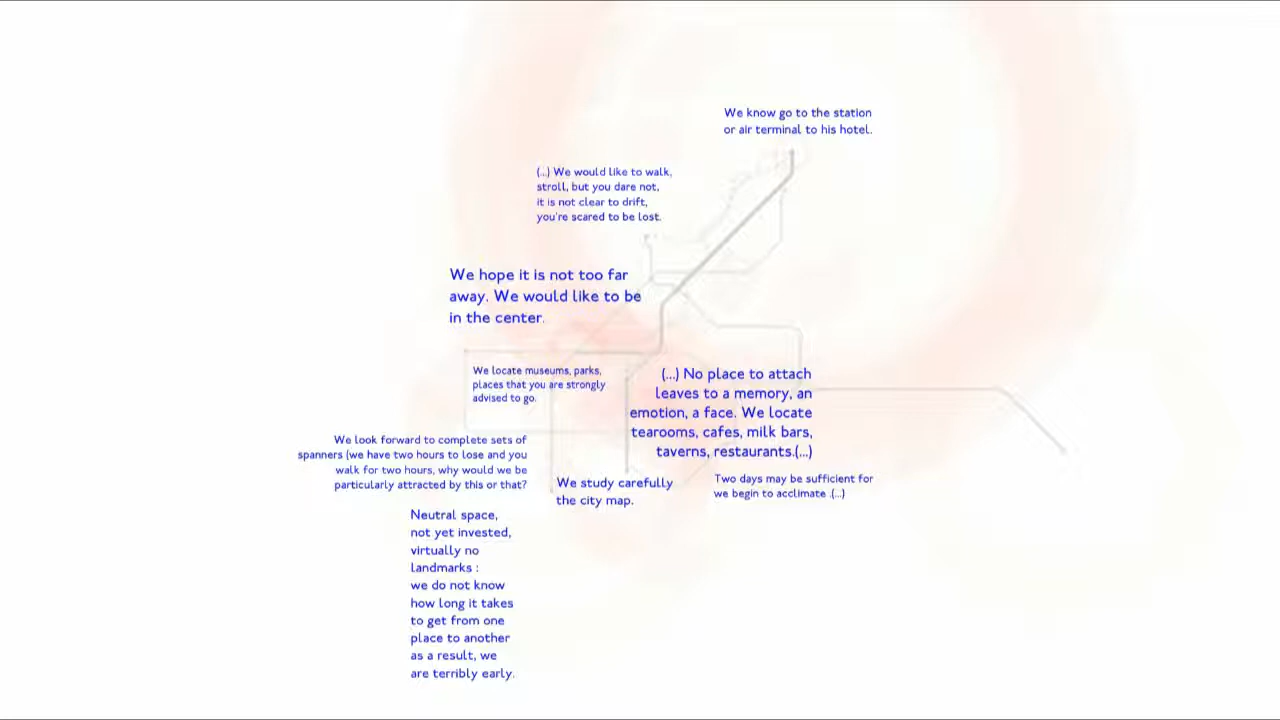 We know go to the station
or air terminal to his hotel.
(...) We would like to walk,
stroll, but you dare not,
it is not clear to drift,
you're scared to be lost.
We hope it is not too far
away. We would like to be
in the center.
We locate museums, parks,
places that you are strongly
advised to go.
(...) No place to attach
leaves to a memory, an
emotion, a face. We locate
tearooms, cafes, milk bars,
taverns, restaurants.(...)
We look forward to complete sets of
spanners (we have two hours to lose and you
walk for two hours, why would we be
particularly attracted by this or that?
We study carefully
the city map.
Two days may be sufficient for
we begin to acclimate .(...)
Neutral space,
not yet invested,
virtually no
landmarks :
we do not know
how long it takes
to get from one
place to another
as a result, we
are terribly early.